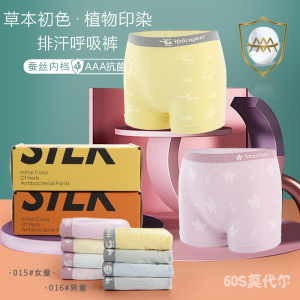 草本初色·植物印染
排汗呼吸裤
蚕丝内裆 AAA抗菌
AAA
Helicopter
SILK
Initial Color
Of Herb
Antibacterial Pants
SILK
Initial Color
Of Herb
Antibacterial Pants
Starfish
015#女童
016#男童
60S莫代尔